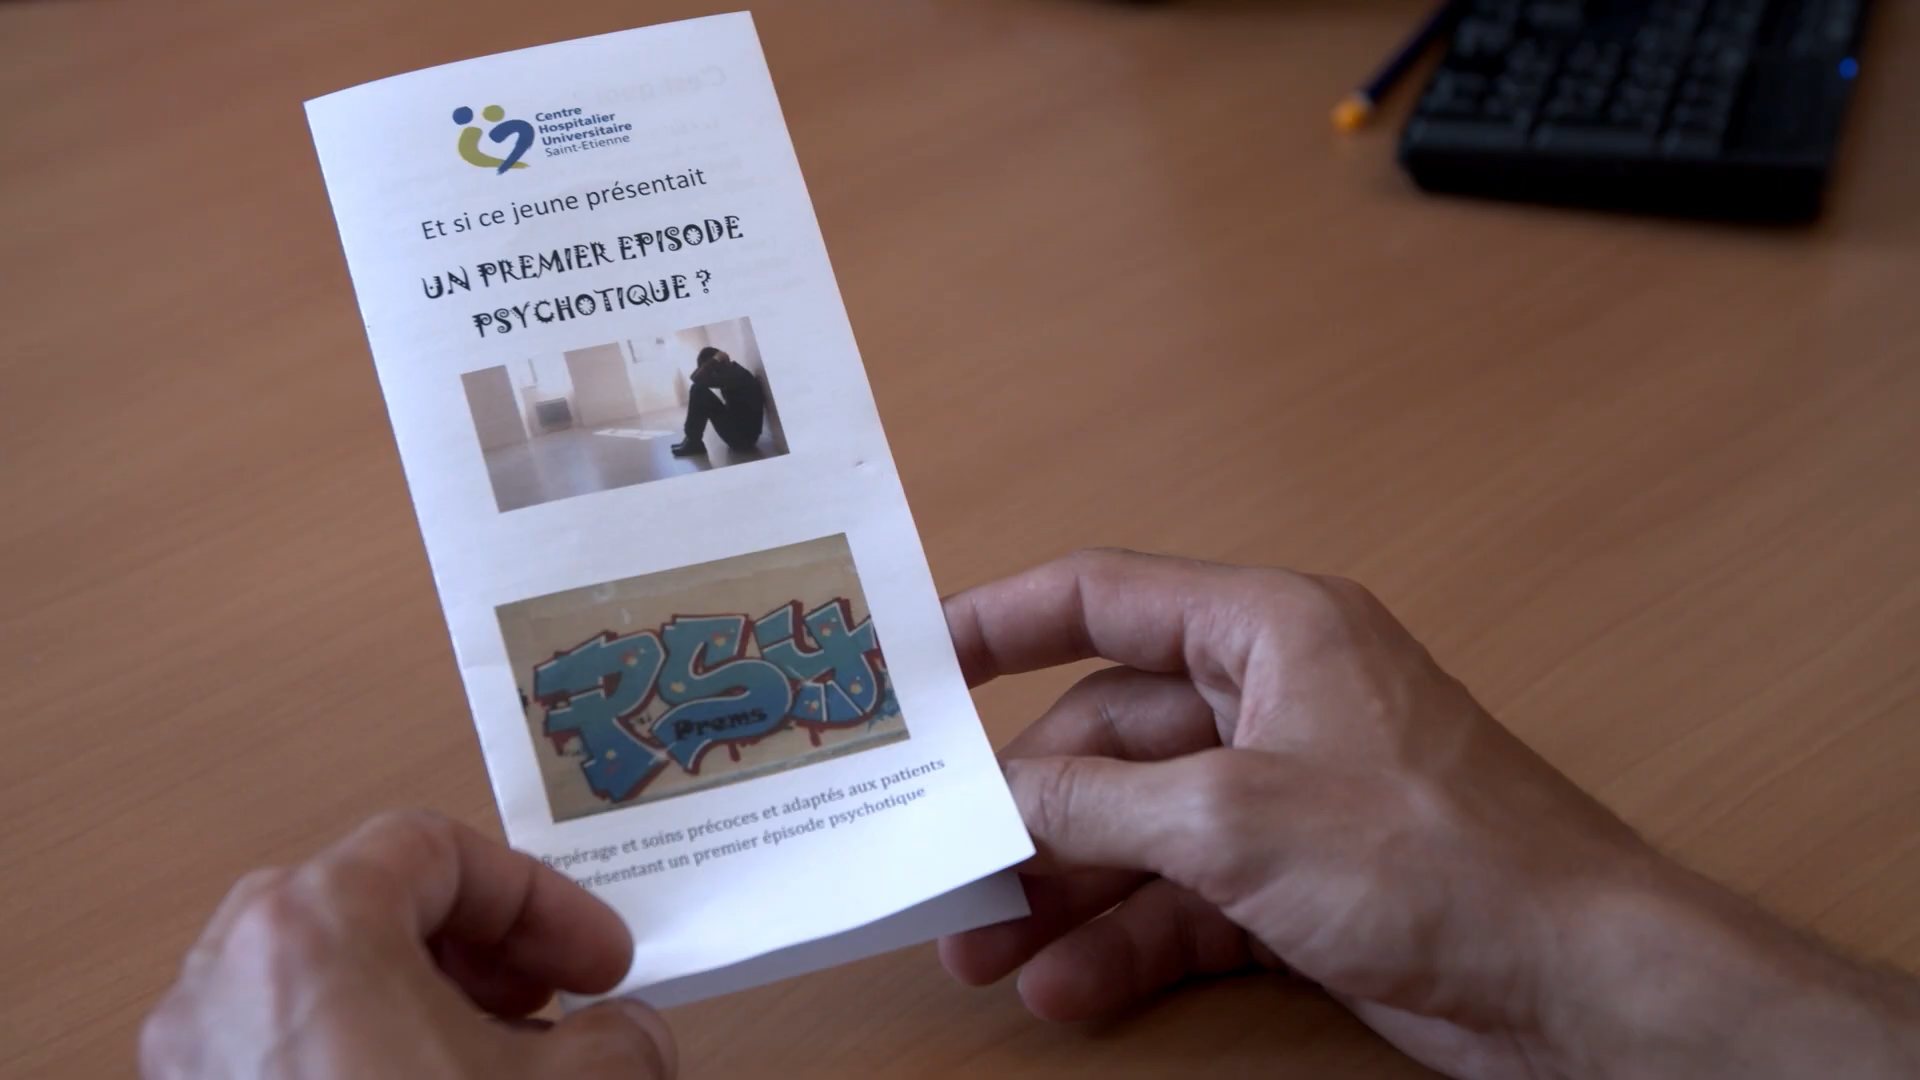 Centre
Hospitalier
Universitaire
Saint-Etienne
Et si ce jeune présentait
UN PREMIER EPISODE
PSYCHOTIQUE ?
PSY
Prems
Repérage et soins précoces et adaptés aux patients
présentant un premier épisode psychotique